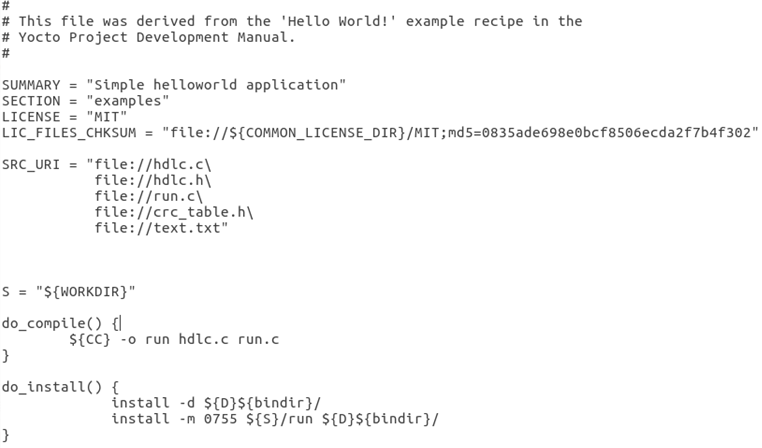 #
# This file was derived from the 'Hello World!' example recipe in the
# Yocto Project Development Manual.
#
SUMMARY = "Simple helloworld application"
SECTION = "examples"
LICENSE = "MIT"
LIC_FILES_CHKSUM = "file://${COMMON_LICENSE_DIR}/MIT;md5=0835ade698e0bcf8506ecda2f7b4f302"
SRC_URI = "file://hdlc.c\
file://hdlc.h\
file://run.c\
file://crc_table.h\
file://text.txt"
S = "${WORKDIR}"
do_compile() {
${CC} -o run hdlc.c run.c
}
do_install() {
install -d ${D}${bindir}/
install -m 0755 ${S}/run ${D}${bindir}/
}